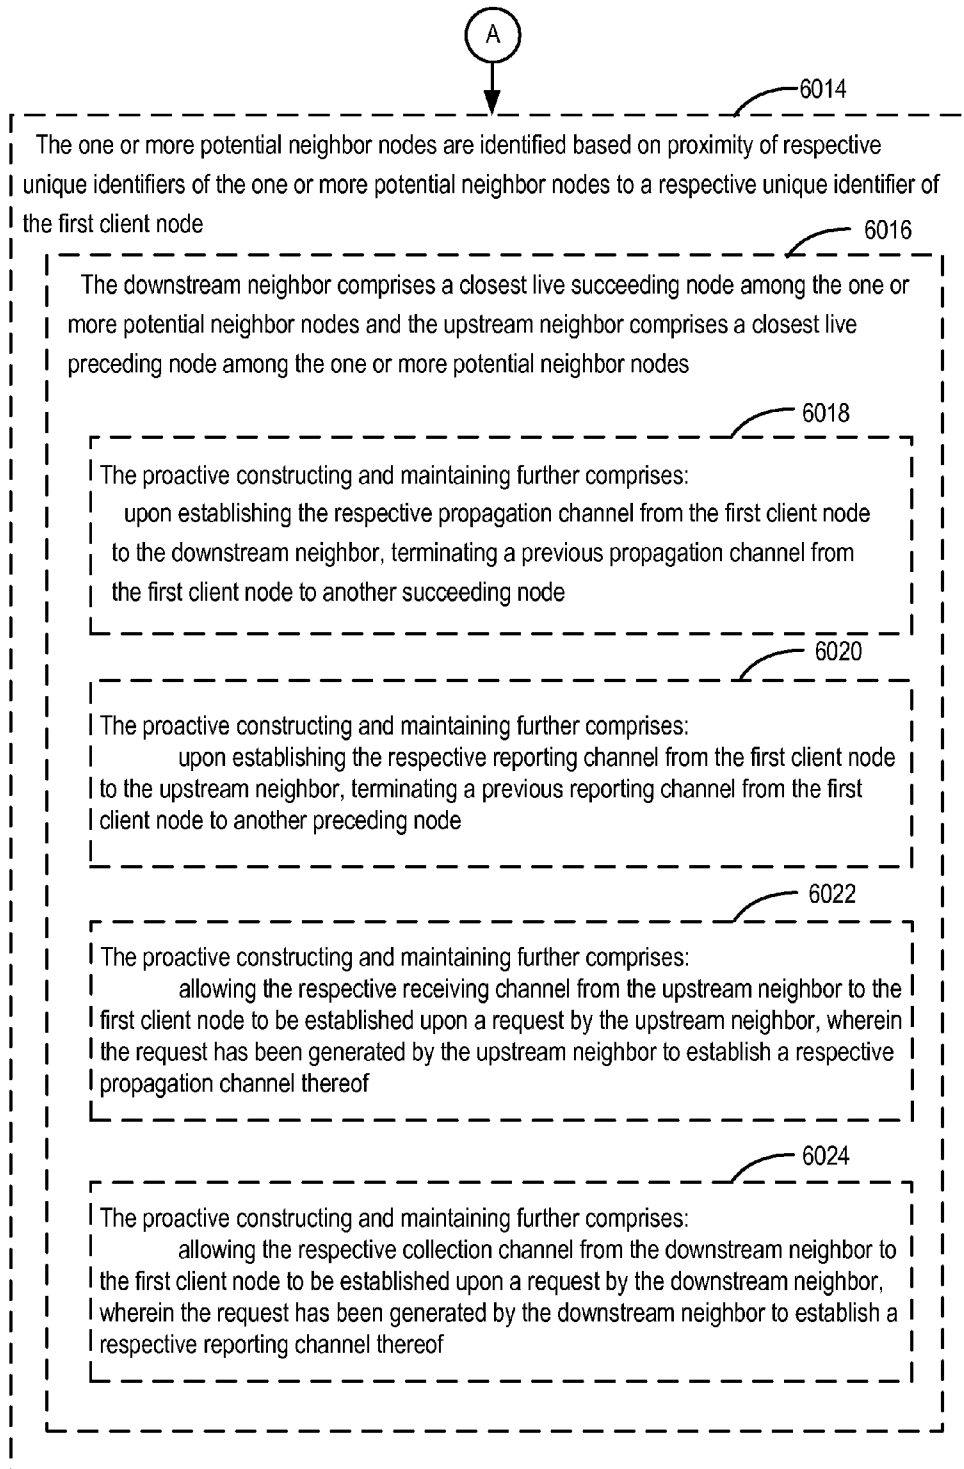 A
6014
The one or more potential neighbor nodes are identified based on proximity of respective
unique identifiers of the one or more potential neighbor nodes to a respective unique identifier of
the first client node
6016
The downstream neighbor comprises a closest live succeeding node among the one or
more potential neighbor nodes and the upstream neighbor comprises a closest live
preceding node among the one or more potential neighbor nodes
6018
The proactive constructing and maintaining further comprises:
upon establishing the respective propagation channel from the first client node
to the downstream neighbor, terminating a previous propagation channel from
the first client node to another succeeding node
6020
The proactive constructing and maintaining further comprises:
upon establishing the respective reporting channel from the first client node
to the upstream neighbor, terminating a previous reporting channel from the first
client node to another preceding node
6022
The proactive constructing and maintaining further comprises:
allowing the respective receiving channel from the upstream neighbor to the
first client node to be established upon a request by the upstream neighbor, wherein
the request has been generated by the upstream neighbor to establish a respective
propagation channel thereof
6024
The proactive constructing and maintaining further comprises:
allowing the respective collection channel from the downstream neighbor to
the first client node to be established upon a request by the downstream neighbor,
wherein the request has been generated by the downstream neighbor to establish a
respective reporting channel thereof